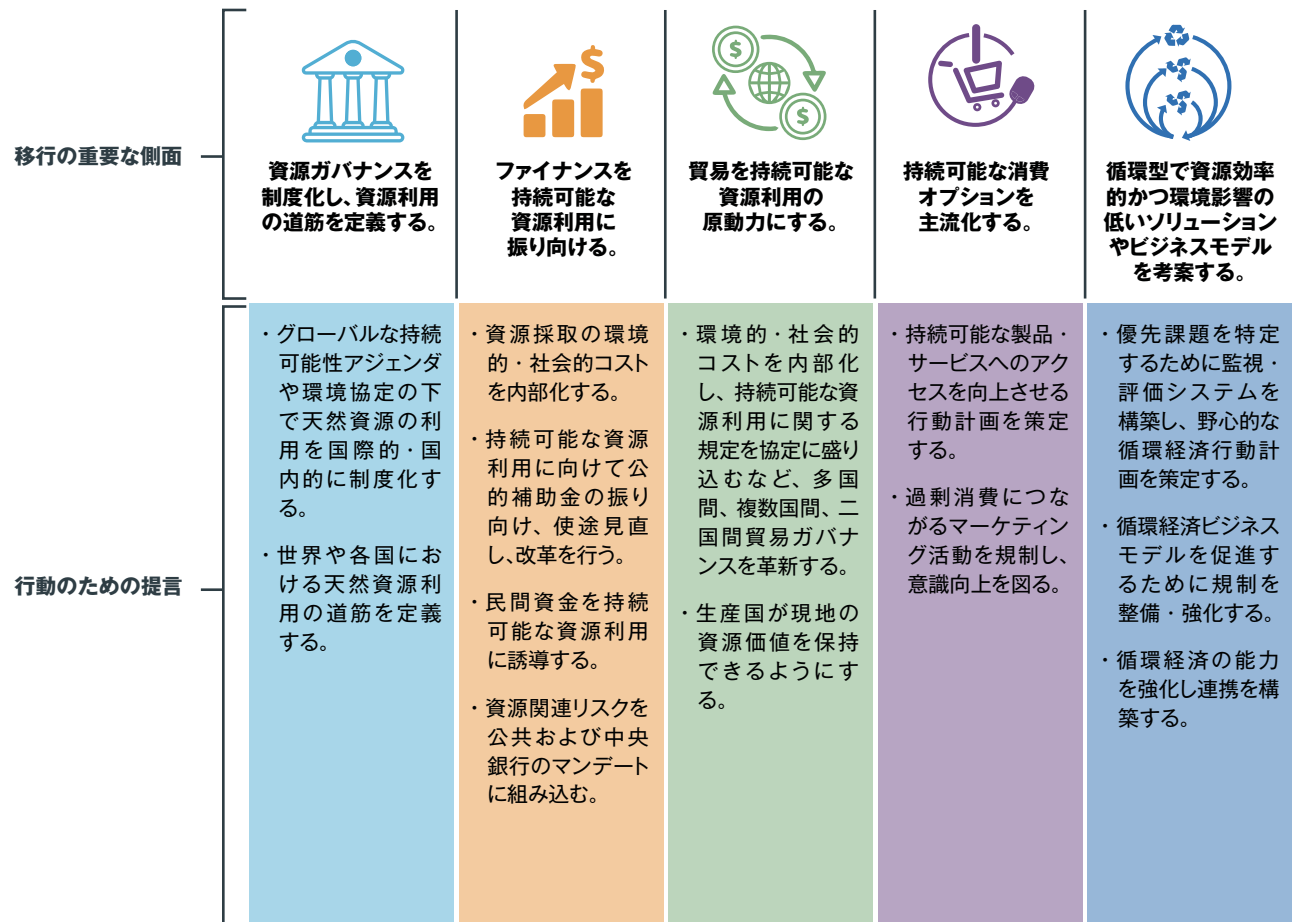 移行の重要な側面
資源ガバナンスを
制度化し、資源利用
の道筋を定義する。
ファイナンスを
持続可能な
資源利用に
振り向ける。
貿易を持続可能な
資源利用の
原動力にする。
持続可能な消費
オプションを
主流化する。
循環型で資源効率
的かつ環境影響の
低いソリューション
やビジネスモデル
を考案する。
行動のための提言
・グローバルな持続
可能性アジェンダ
や環境協定の下
で天然資源の利
用を国際的・国
内的に制度化す
る。
・世界や各国にお
ける天然資源利
用の道筋を定義
する。
・資源採取の環境
的・社会的コスト
を内部化する。
・持続可能な資源
利用に向けて公
的補助金の振り
向け、使途見直
し、改革を行う。
・民間資金を持続
可能な資源利用
に誘導する。
・資源関連リスクを
公共および中央
銀行のマンデート
に組み込む。
・環境的・社会的
コストを内部化
し、持続可能な資
源利用に関する
規定を協定に盛り
込むなど、多国
間、複数国間、二
国間貿易ガバナ
ンスを革新する。
・生産国が現地の
資源価値を保持
できるようにす
る。
・持続可能な製品・
サービスへのアク
セスを向上させる
行動計画を策定
する。
・過剰消費につな
がるマーケティン
グ活動を規制し、
意識向上を図る。
・優先課題を特定
するために監視・
評価システムを
構築し、野心的な
循環経済行動計
画を策定する。
・循環経済ビジネス
モデルを促進す
るために規制を
整備・強化する。
・循環経済の能力
を強化し連携を構
築する。